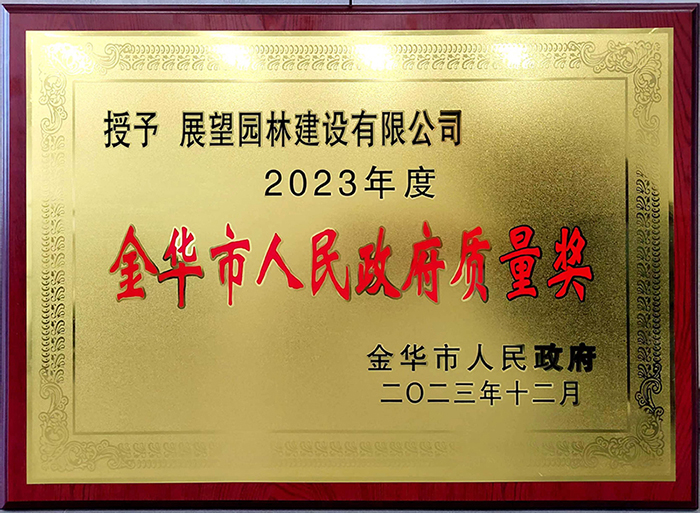 授予 展望园林建设有限公司
2023年度
金华市人民政府质量奖
金华市人民政府
二〇二三年十二月